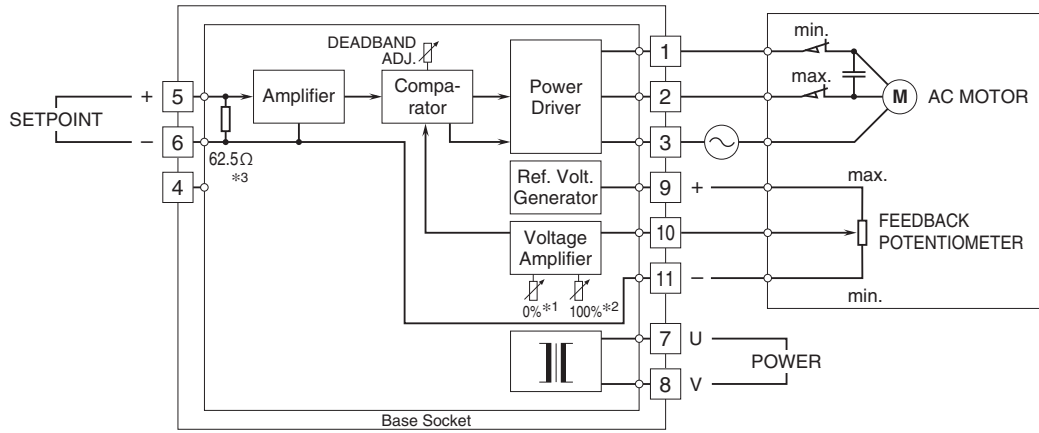 DEADBAND
ADJ.
min.
1
5
+
SETPOINT
−
6
4
62.5Ω
*3
Amplifier
Compa-
rator
Power
Driver
max.
2
M
AC MOTOR
3
Ref. Volt.
Generator
9
+
max.
Voltage
Amplifier
10
FEEDBACK
POTENTIOMETER
11
−
min.
0%*1
100%*2
7
U
POWER
8
V
Base Socket